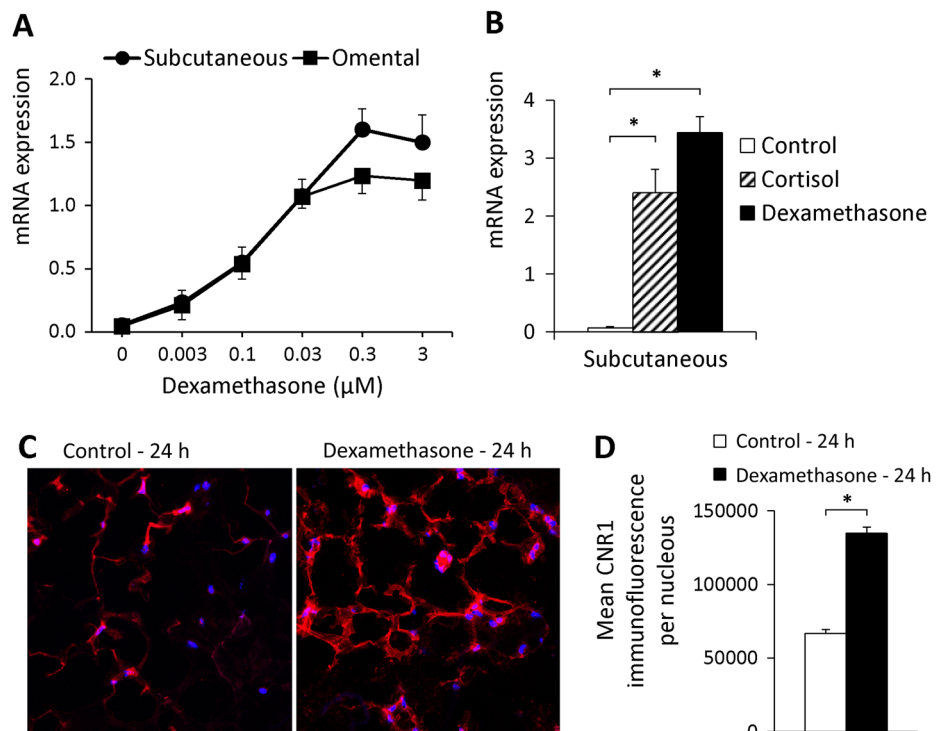 A
Subcutaneous Omental
mRNA expression
2.0
1.5
1.0
0.5
0.0
0 0.003 0.1 0.03 0.3 3
Dexamethasone (µM)
B
mRNA expression
4
3
2
1
0
*
*
Control
Cortisol
Dexamethasone
Subcutaneous
C
Control - 24 h
Dexamethasone - 24 h
D
Control - 24 h
Dexamethasone - 24 h
Mean CNR1
immunofluorescence
per nucleous
150000
100000
50000
0
*